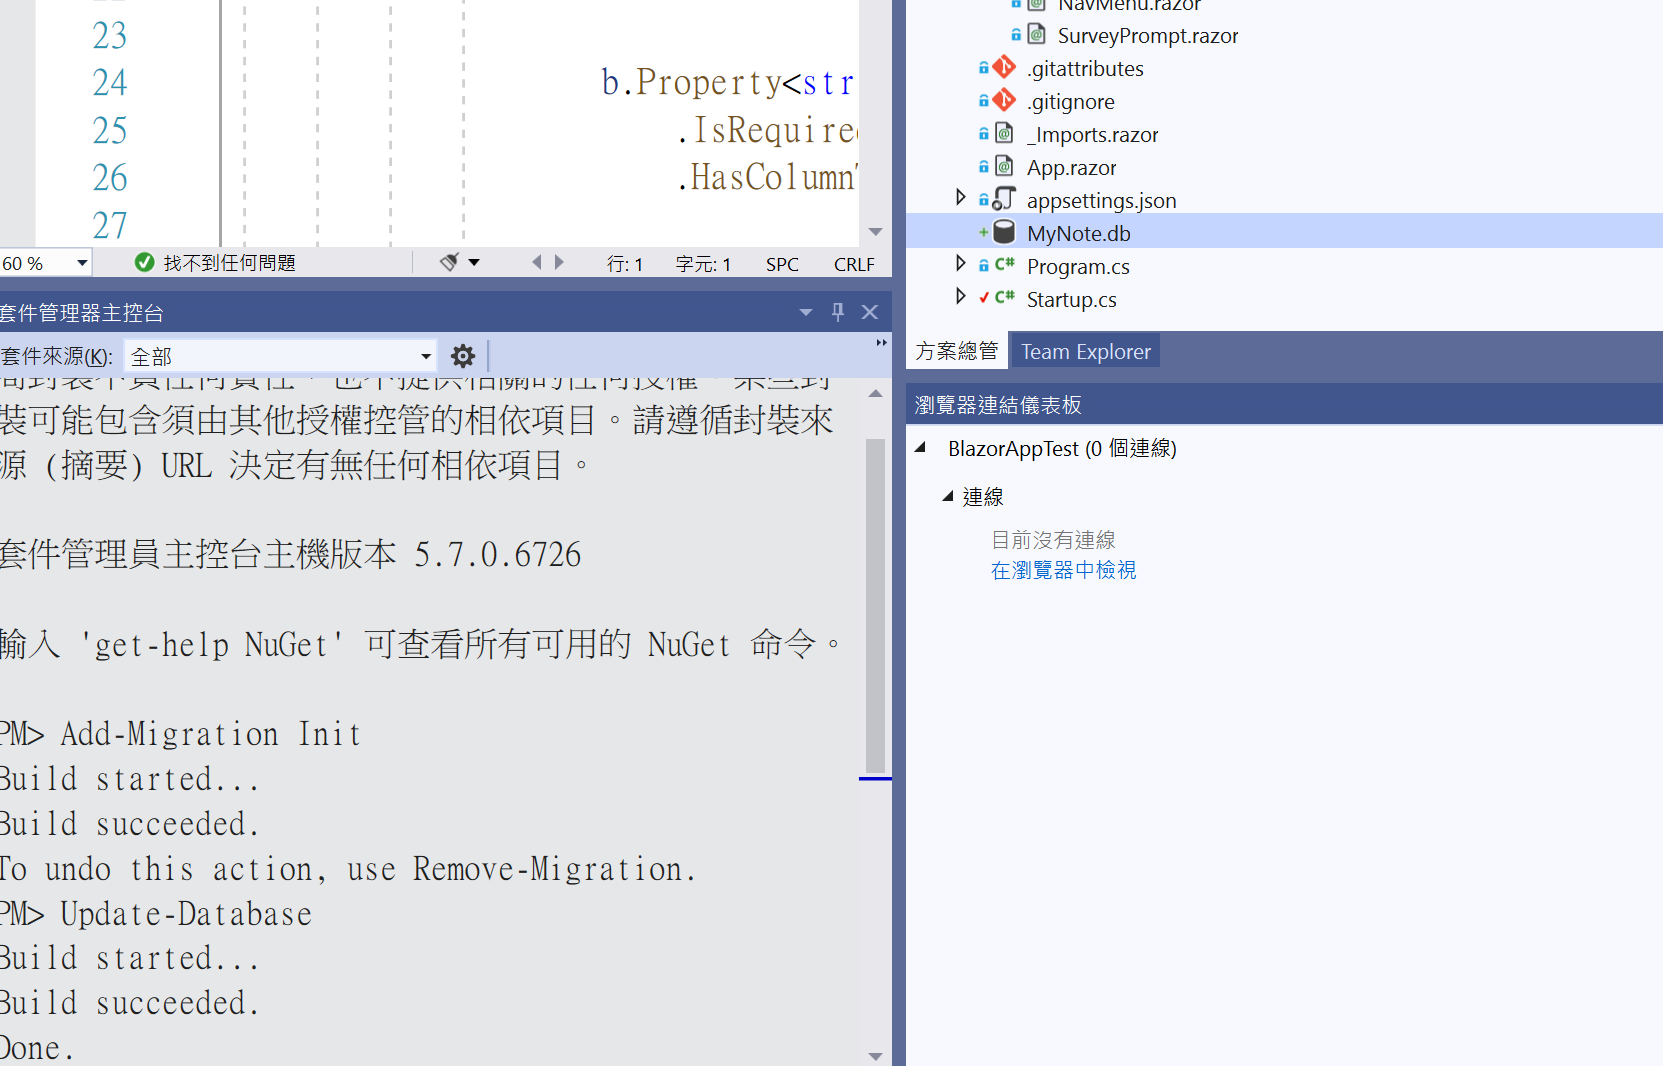 23
24
25
26
27
b.Property<str
.IsRequired
.HasColumn
60 %
找不到任何問題
行: 1
字元: 1
SPC
CRLF
套件管理器主控台
套件來源(K):
全部
裝可能包含須由其他授權控管的相依項目。請遵循封裝來
源 (摘要) URL 決定有無任何相依項目。
套件管理員主控台主機版本 5.7.0.6726
輸入 'get-help NuGet' 可查看所有可用的 NuGet 命令。
PM> Add-Migration Init
Build started...
Build succeeded.
To undo this action, use Remove-Migration.
PM> Update-Database
Build started...
Build succeeded.
Done.
NavMenu.razor
SurveyPrompt.razor
.gitattributes
.gitignore
_Imports.razor
App.razor
appsettings.json
MyNote.db
C# Program.cs
C# Startup.cs
方案總管
Team Explorer
瀏覽器連結儀表板
BlazorAppTest (0 個連線)
連線
目前沒有連線
在瀏覽器中檢視